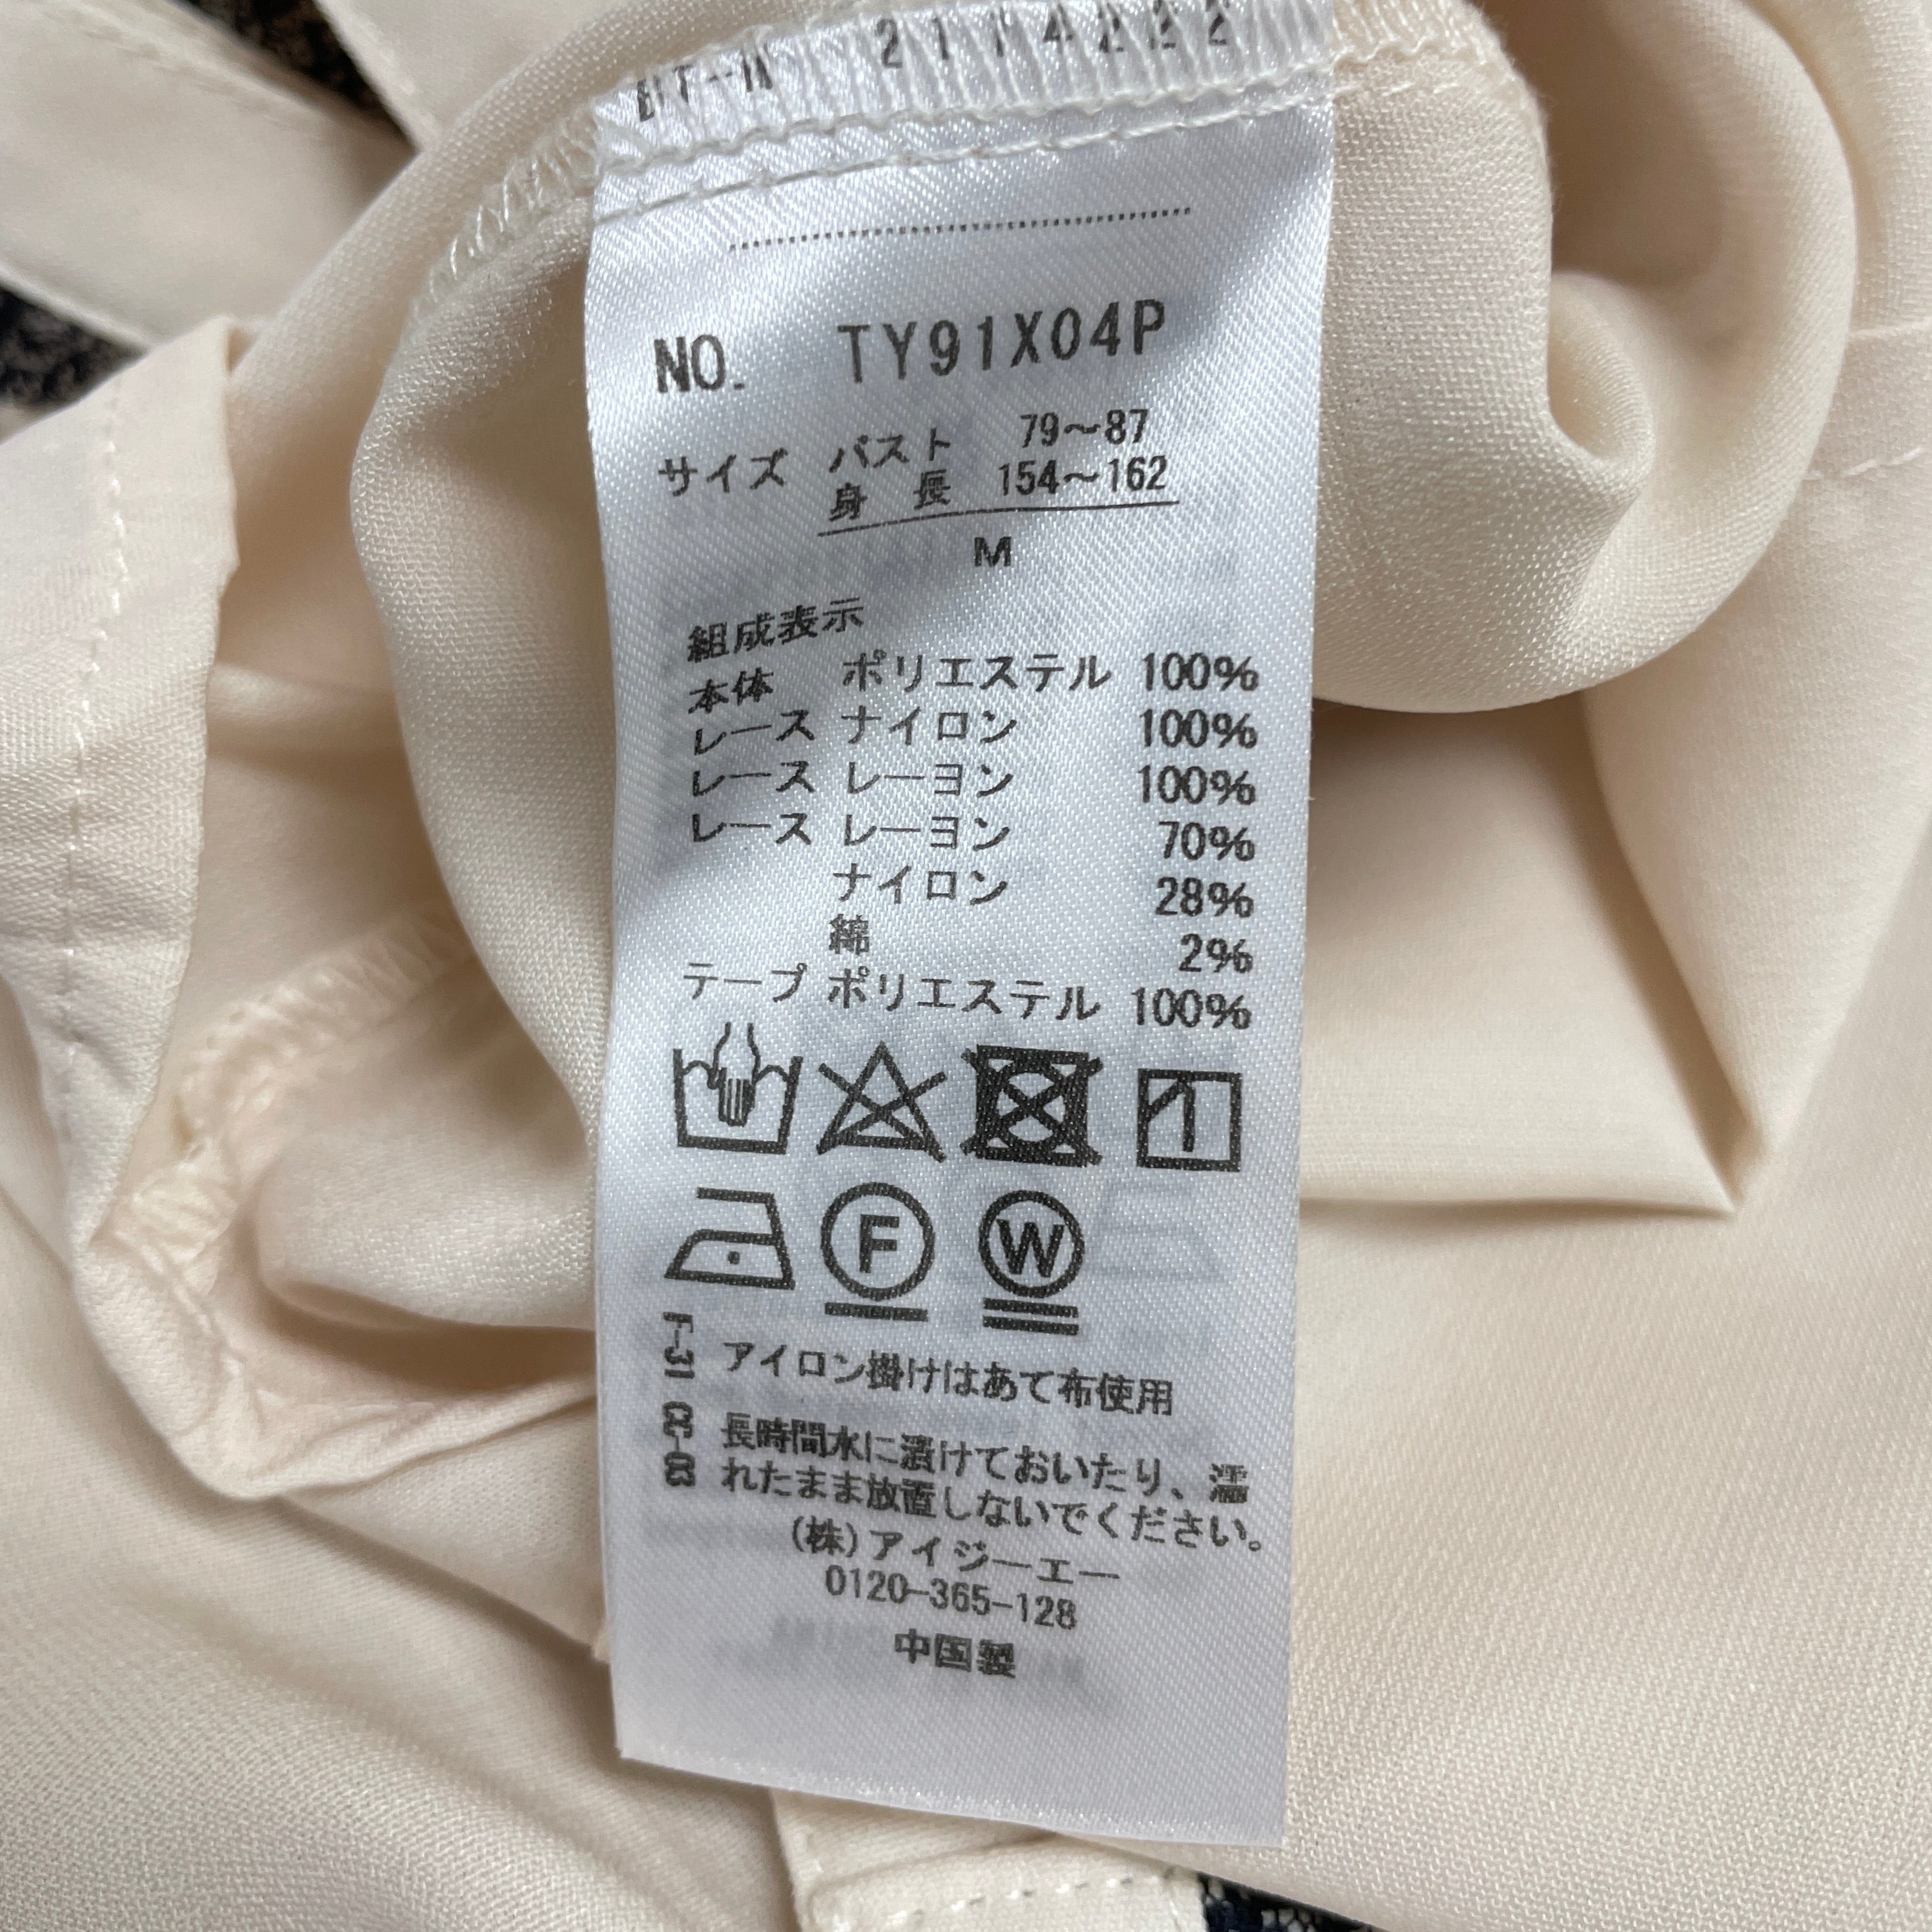 2114222
NO. TY91X04P
サイズ バスト 79～87
身長 154～162
M
組成表示
本体 ポリエステル 100%
レース ナイロン 100%
レース レーヨン 100%
レース レーヨン 70%
ナイロン 28%
綿 2%
テープ ポリエステル 100%
F W
F-31 アイロン掛けはあて布使用
長時間水に漬けておいたり、濡
れたまま放置しないでください。
(株)アイジーエー
0120-365-128
中国製